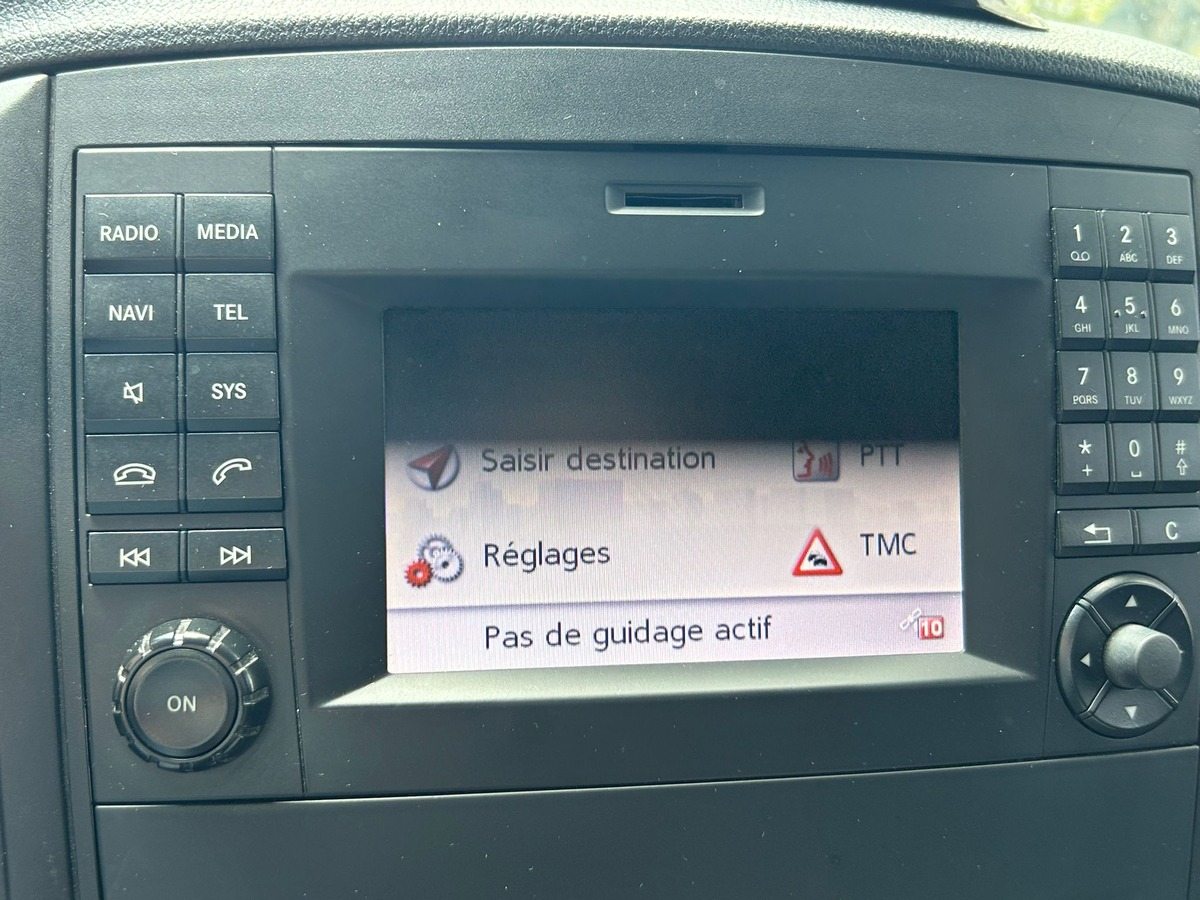 RADIO MEDIA
NAVI TEL
SYS
ON
Saisir destination PTT
Réglages TMC
Pas de guidage actif 10
1 2 ABC 3 DEF
4 GHI 5 JKL 6 MNO
7 PQRS 8 TUV 9 WXYZ
* + 0 #
C